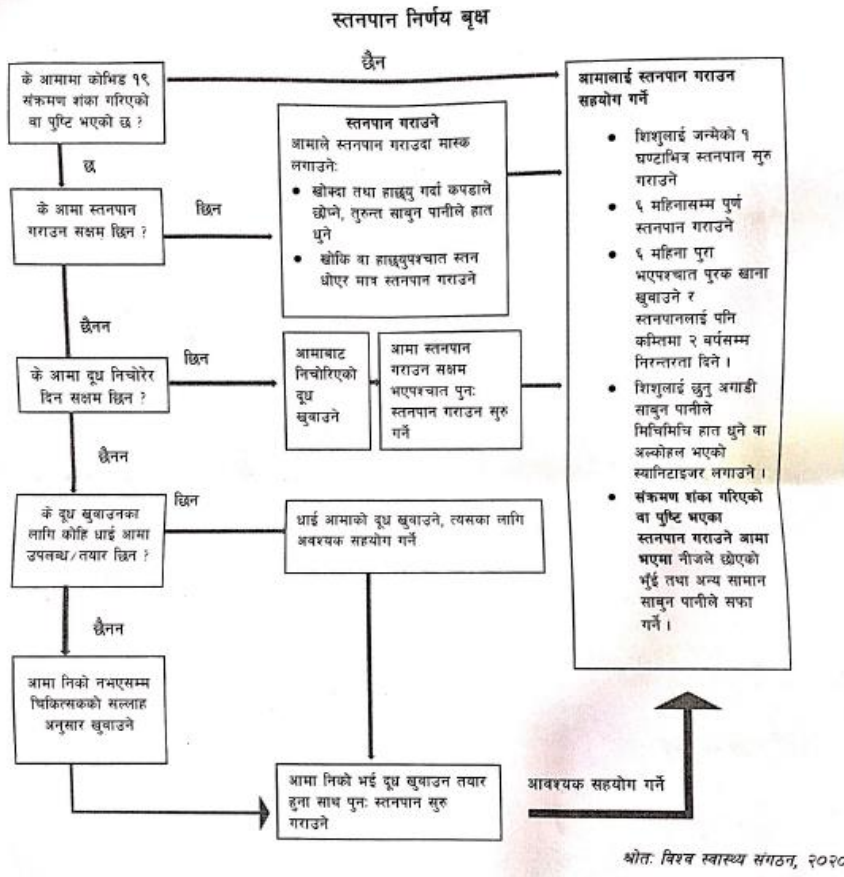 स्तनपान निर्णय बृक्ष
के आमामा कोभिड १९
संक्रमण शंका गरिएको
वा पुष्टि भएको छ ?
छैन
छ
के आमा स्तनपान
गराउन सक्षम छिन ?
छिन
स्तनपान गराउने
आमाले स्तनपान गराउदा मास्क
लगाउने:
• खोक्दा तथा हाछ्यु गर्दा कपडाले
छोप्ने, तुरुन्त साबुन पानीले हात
धुने
• खोकि वा हाछ्युपश्चात स्तन
धोएर मात्र स्तनपान गराउने
छैनन
के आमा दूध निचोरेर
दिन सक्षम छिन ?
छिन
आमाबाट
निचोरिएको
दूध
खुवाउने
आमा स्तनपान
गराउन सक्षम
भएपश्चात पुन:
स्तनपान गराउन सुरु
गर्ने
छैनन
के दूध खुवाउनका
लागि कोहि धाई आमा
उपलब्ध/तयार छिन ?
छिन
धाई आमाको दूध खुवाउने, त्यसका लागि
अवश्यक सहयोग गर्ने
छैनन
आमा निको नभएसम्म
चिकित्सकको सल्लाह
अनुसार खुवाउने
आमा निको भई दूध खुवाउन तयार
हुना साथ पुन: स्तनपान सुरु
गराउने
आवश्यक सहयोग गर्ने
आमालाई स्तनपान गराउन
सहयोग गर्ने
• शिशुलाई जन्मेको १
घण्टाभित्र स्तनपान सुरु
गराउने
• ६ महिनासम्म पुर्ण
स्तनपान गराउने
• ६ महिना पुरा
भएपश्चात पुरक खाना
खुवाउने र
स्तनपानलाई पनि
कम्तिमा २ बर्षसम्म
निरन्तरता दिने ।
• शिशुलाई छुनु अगाडी
साबुन पानीले
मिचिमिचि हात धुने वा
अल्कोहल भएको
स्यानिटाइजर लगाउने ।
• संक्रमण शंका गरिएको
वा पुष्टि भएका
स्तनपान गराउने आमा
भएमा नीजले छोएको
भुँई तथा अन्य सामान
साबुन पानीले सफा
गर्ने ।
श्रोत: विश्व स्वास्थ्य संगठन, २०२०